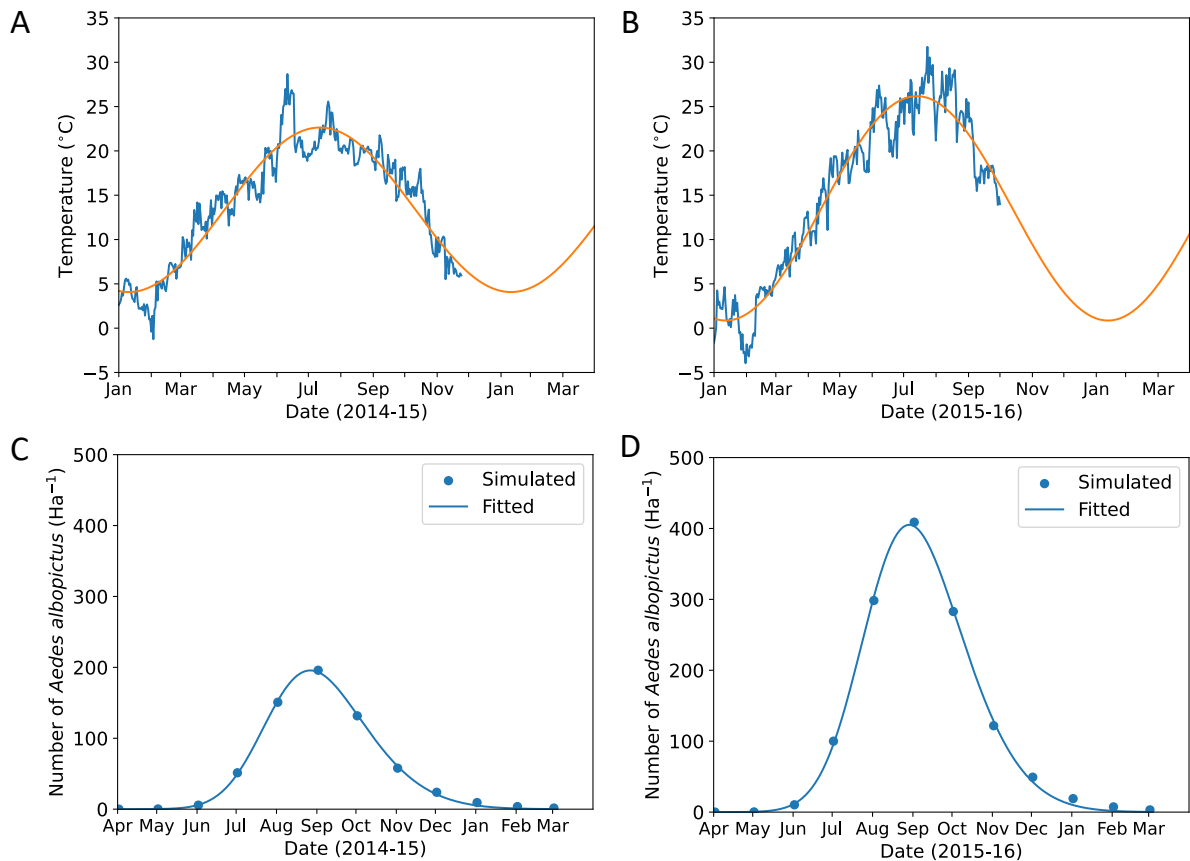 A
35
30
25
20
15
10
5
0
−5
Temperature (°C)
Jan Mar May Jul Sep Nov Jan Mar
Date (2014-15)
B
35
30
25
20
15
10
5
0
−5
Temperature (°C)
Jan Mar May Jul Sep Nov Jan Mar
Date (2015-16)
C
500
400
300
200
100
0
Number of Aedes albopictus (Ha⁻¹)
Simulated
Fitted
Apr May Jun Jul Aug Sep Oct Nov Dec Jan Feb Mar
Date (2014-15)
D
500
400
300
200
100
0
Number of Aedes albopictus (Ha⁻¹)
Simulated
Fitted
Apr May Jun Jul Aug Sep Oct Nov Dec Jan Feb Mar
Date (2015-16)